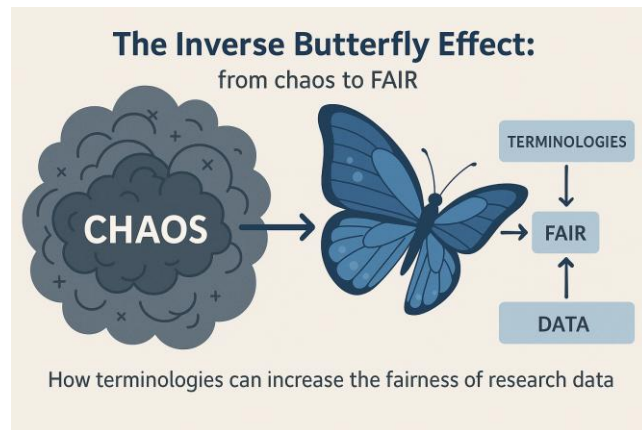 The Inverse Butterfly Effect:
from chaos to FAIR
CHAOS
TERMINOLOGIES
FAIR
DATA
How terminologies can increase the fairness of research data